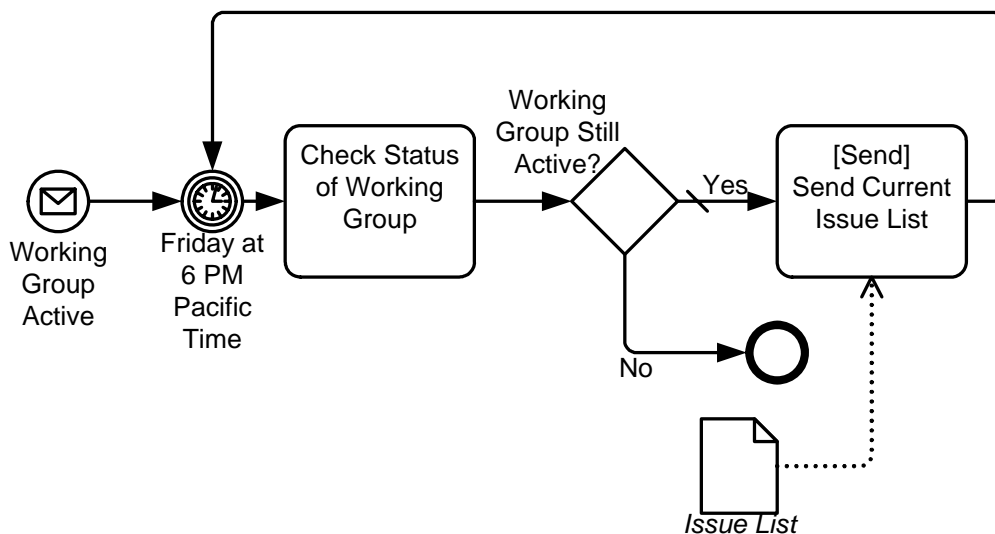 Working
Group
Active
Friday at
6 PM
Pacific
Time
Check Status
of Working
Group
Working
Group Still
Active?
Yes
No
[Send]
Send Current
Issue List
Issue List